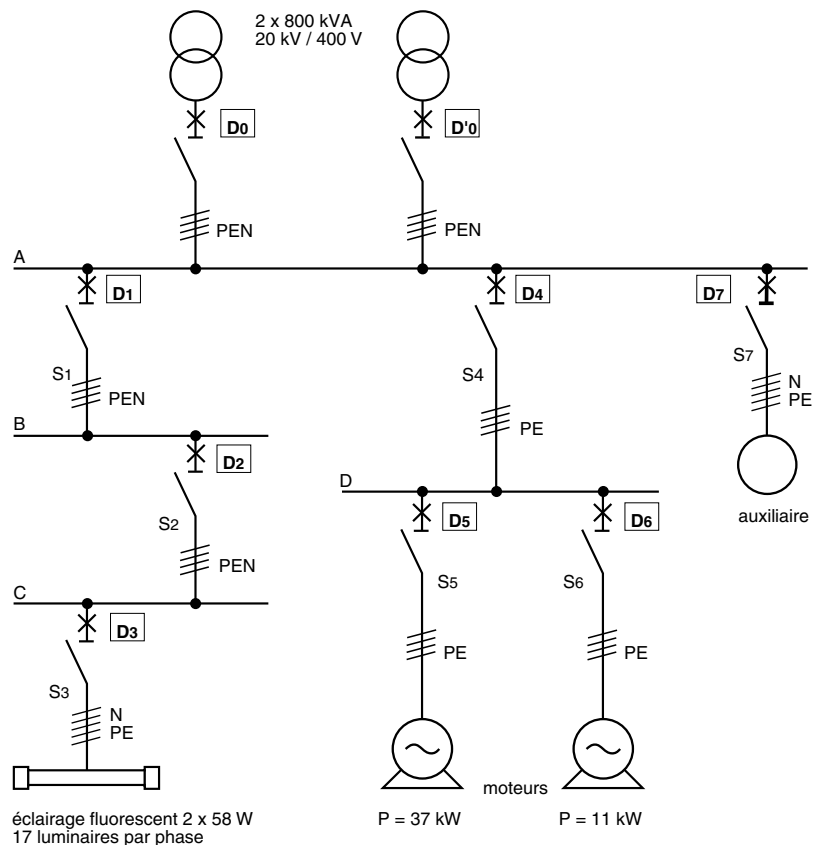 2 x 800 kVA
20 kV / 400 V
D0
D'0
PEN
PEN
A
D1
D4
D7
S1
PEN
S4
PE
S7
N
PE
B
D2
D
S2
PEN
D5
D6
auxiliaire
S5
S6
C
D3
PE
PE
S3
N
PE
moteurs
éclairage fluorescent 2 x 58 W
17 luminaires par phase
P = 37 kW
P = 11 kW